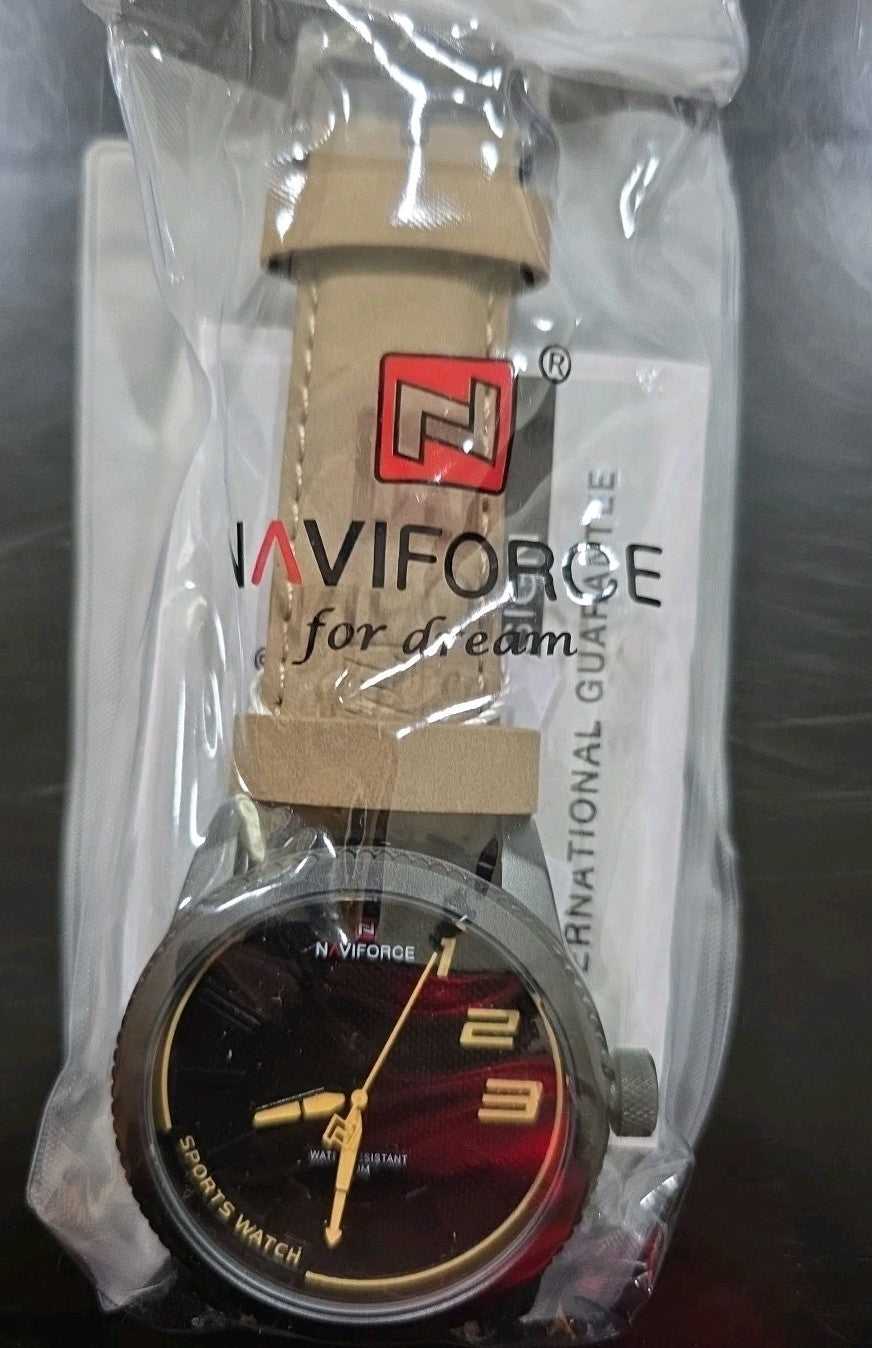 N
®
NAVIFORCE
for dream
ERNATIONAL GUARANTEE
N
NAVIFORCE
1
2
3
SPORTS WATCH